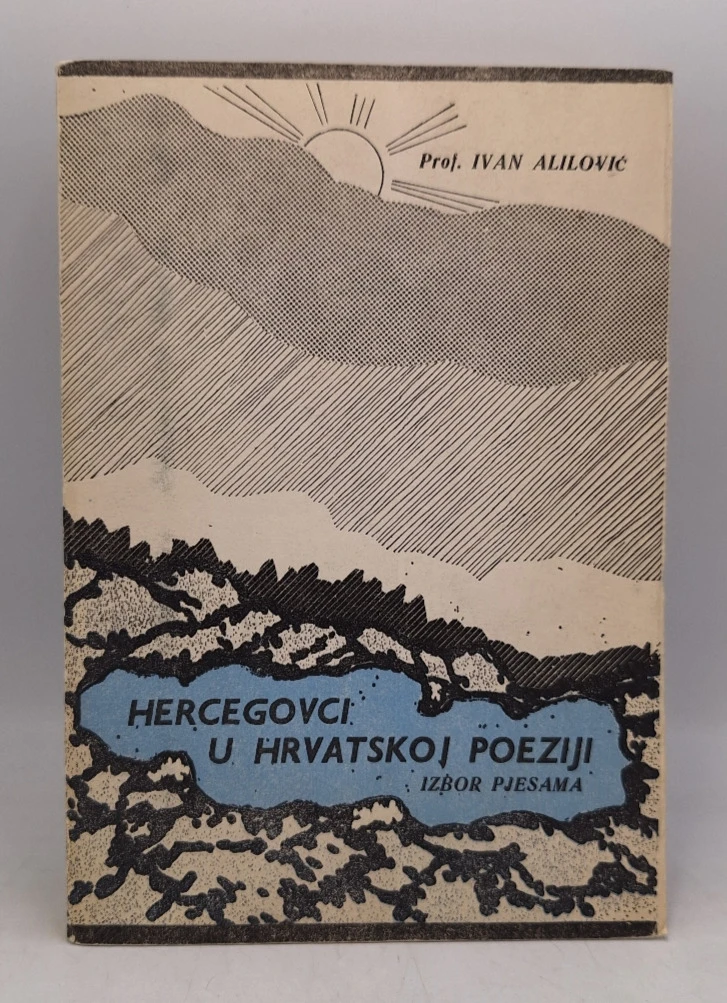 Prof. IVAN ALILOVIĆ
HERCEGOVCI
U HRVATSKOJ POEZIJI
IZBOR PJESAMA